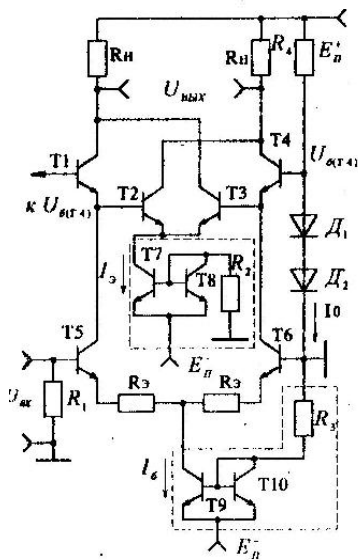 Rн
Rн
R₄
E⁺п
Uвых
T1
T2
T3
T4
Uб(T4)
к Uб(T4)
Д₁
T7
T8
R₂
Д₂
Iэ
I0
E⁻п
T5
T6
Uвх
R₁
Rэ
Rэ
R₃
Iб
T9
T10
E⁻п